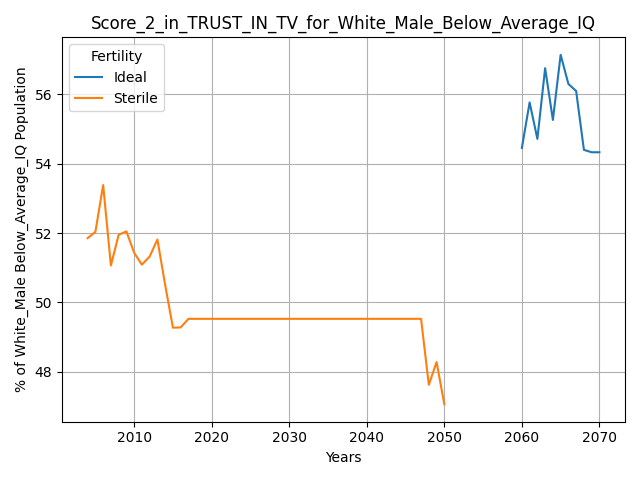 Score_2_in_TRUST_IN_TV_for_White_Male_Below_Average_IQ
Fertility
Ideal
Sterile
% of White_Male Below_Average_IQ Population
56
54
52
50
48
2010 2020 2030 2040 2050 2060 2070
Years